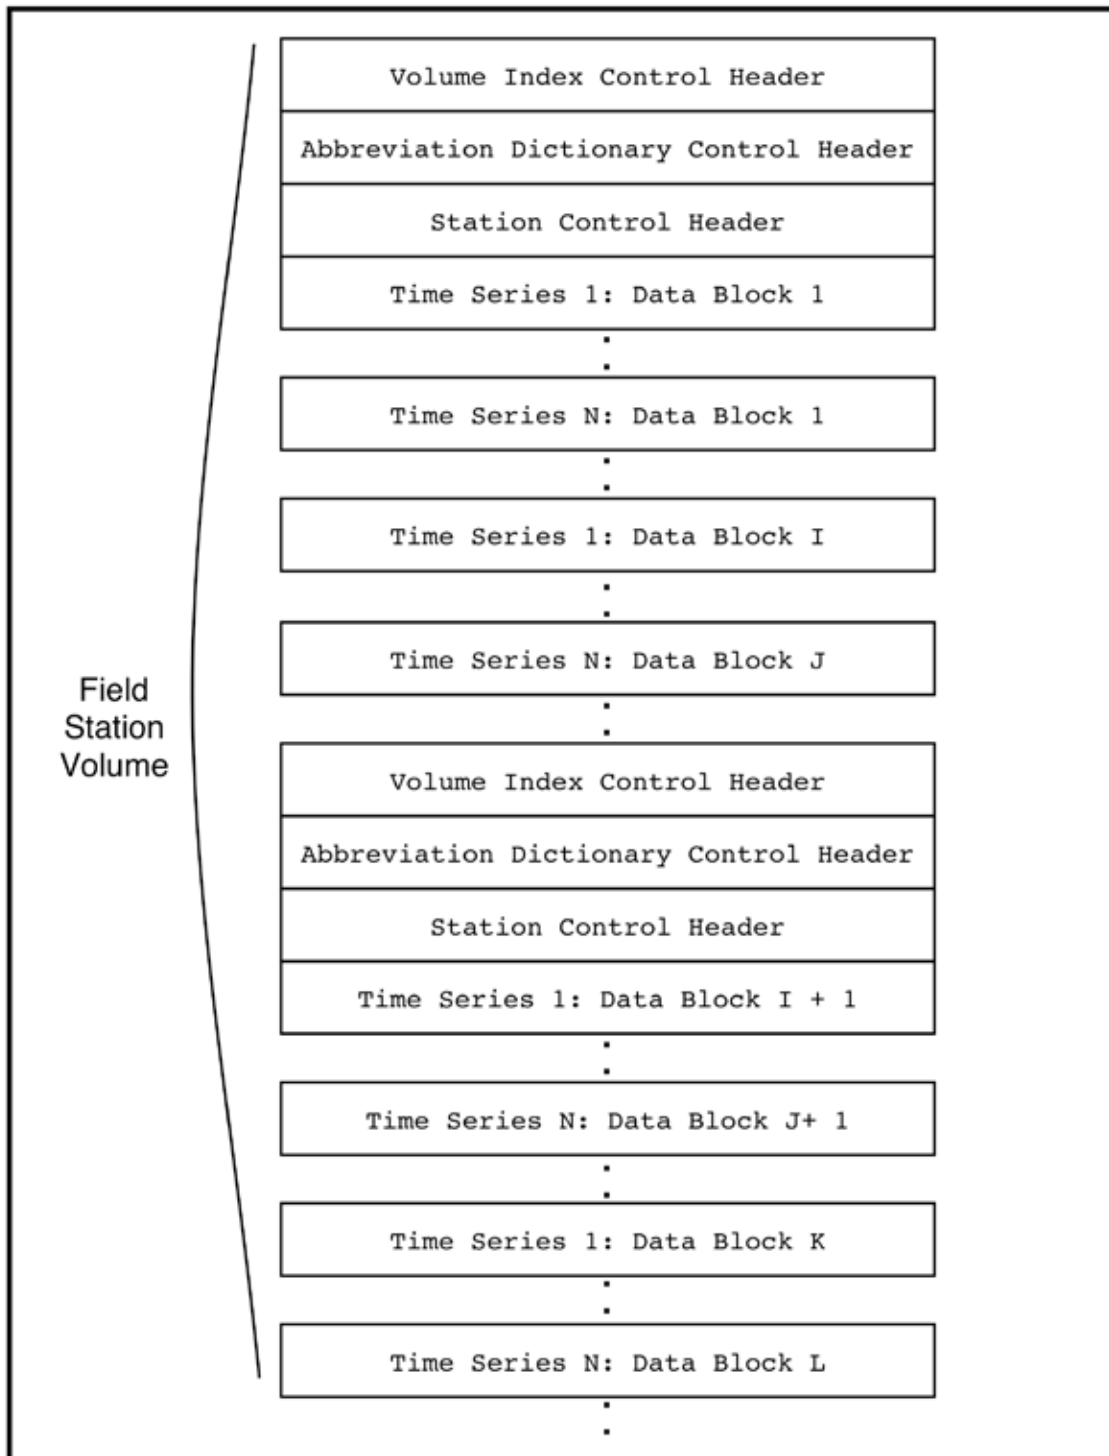 Volume Index Control Header
Abbreviation Dictionary Control Header
Station Control Header
Time Series 1: Data Block 1
Time Series N: Data Block 1
Time Series 1: Data Block I
Time Series N: Data Block J
Field
Station
Volume
Volume Index Control Header
Abbreviation Dictionary Control Header
Station Control Header
Time Series 1: Data Block I + 1
Time Series N: Data Block J+ 1
Time Series 1: Data Block K
Time Series N: Data Block L